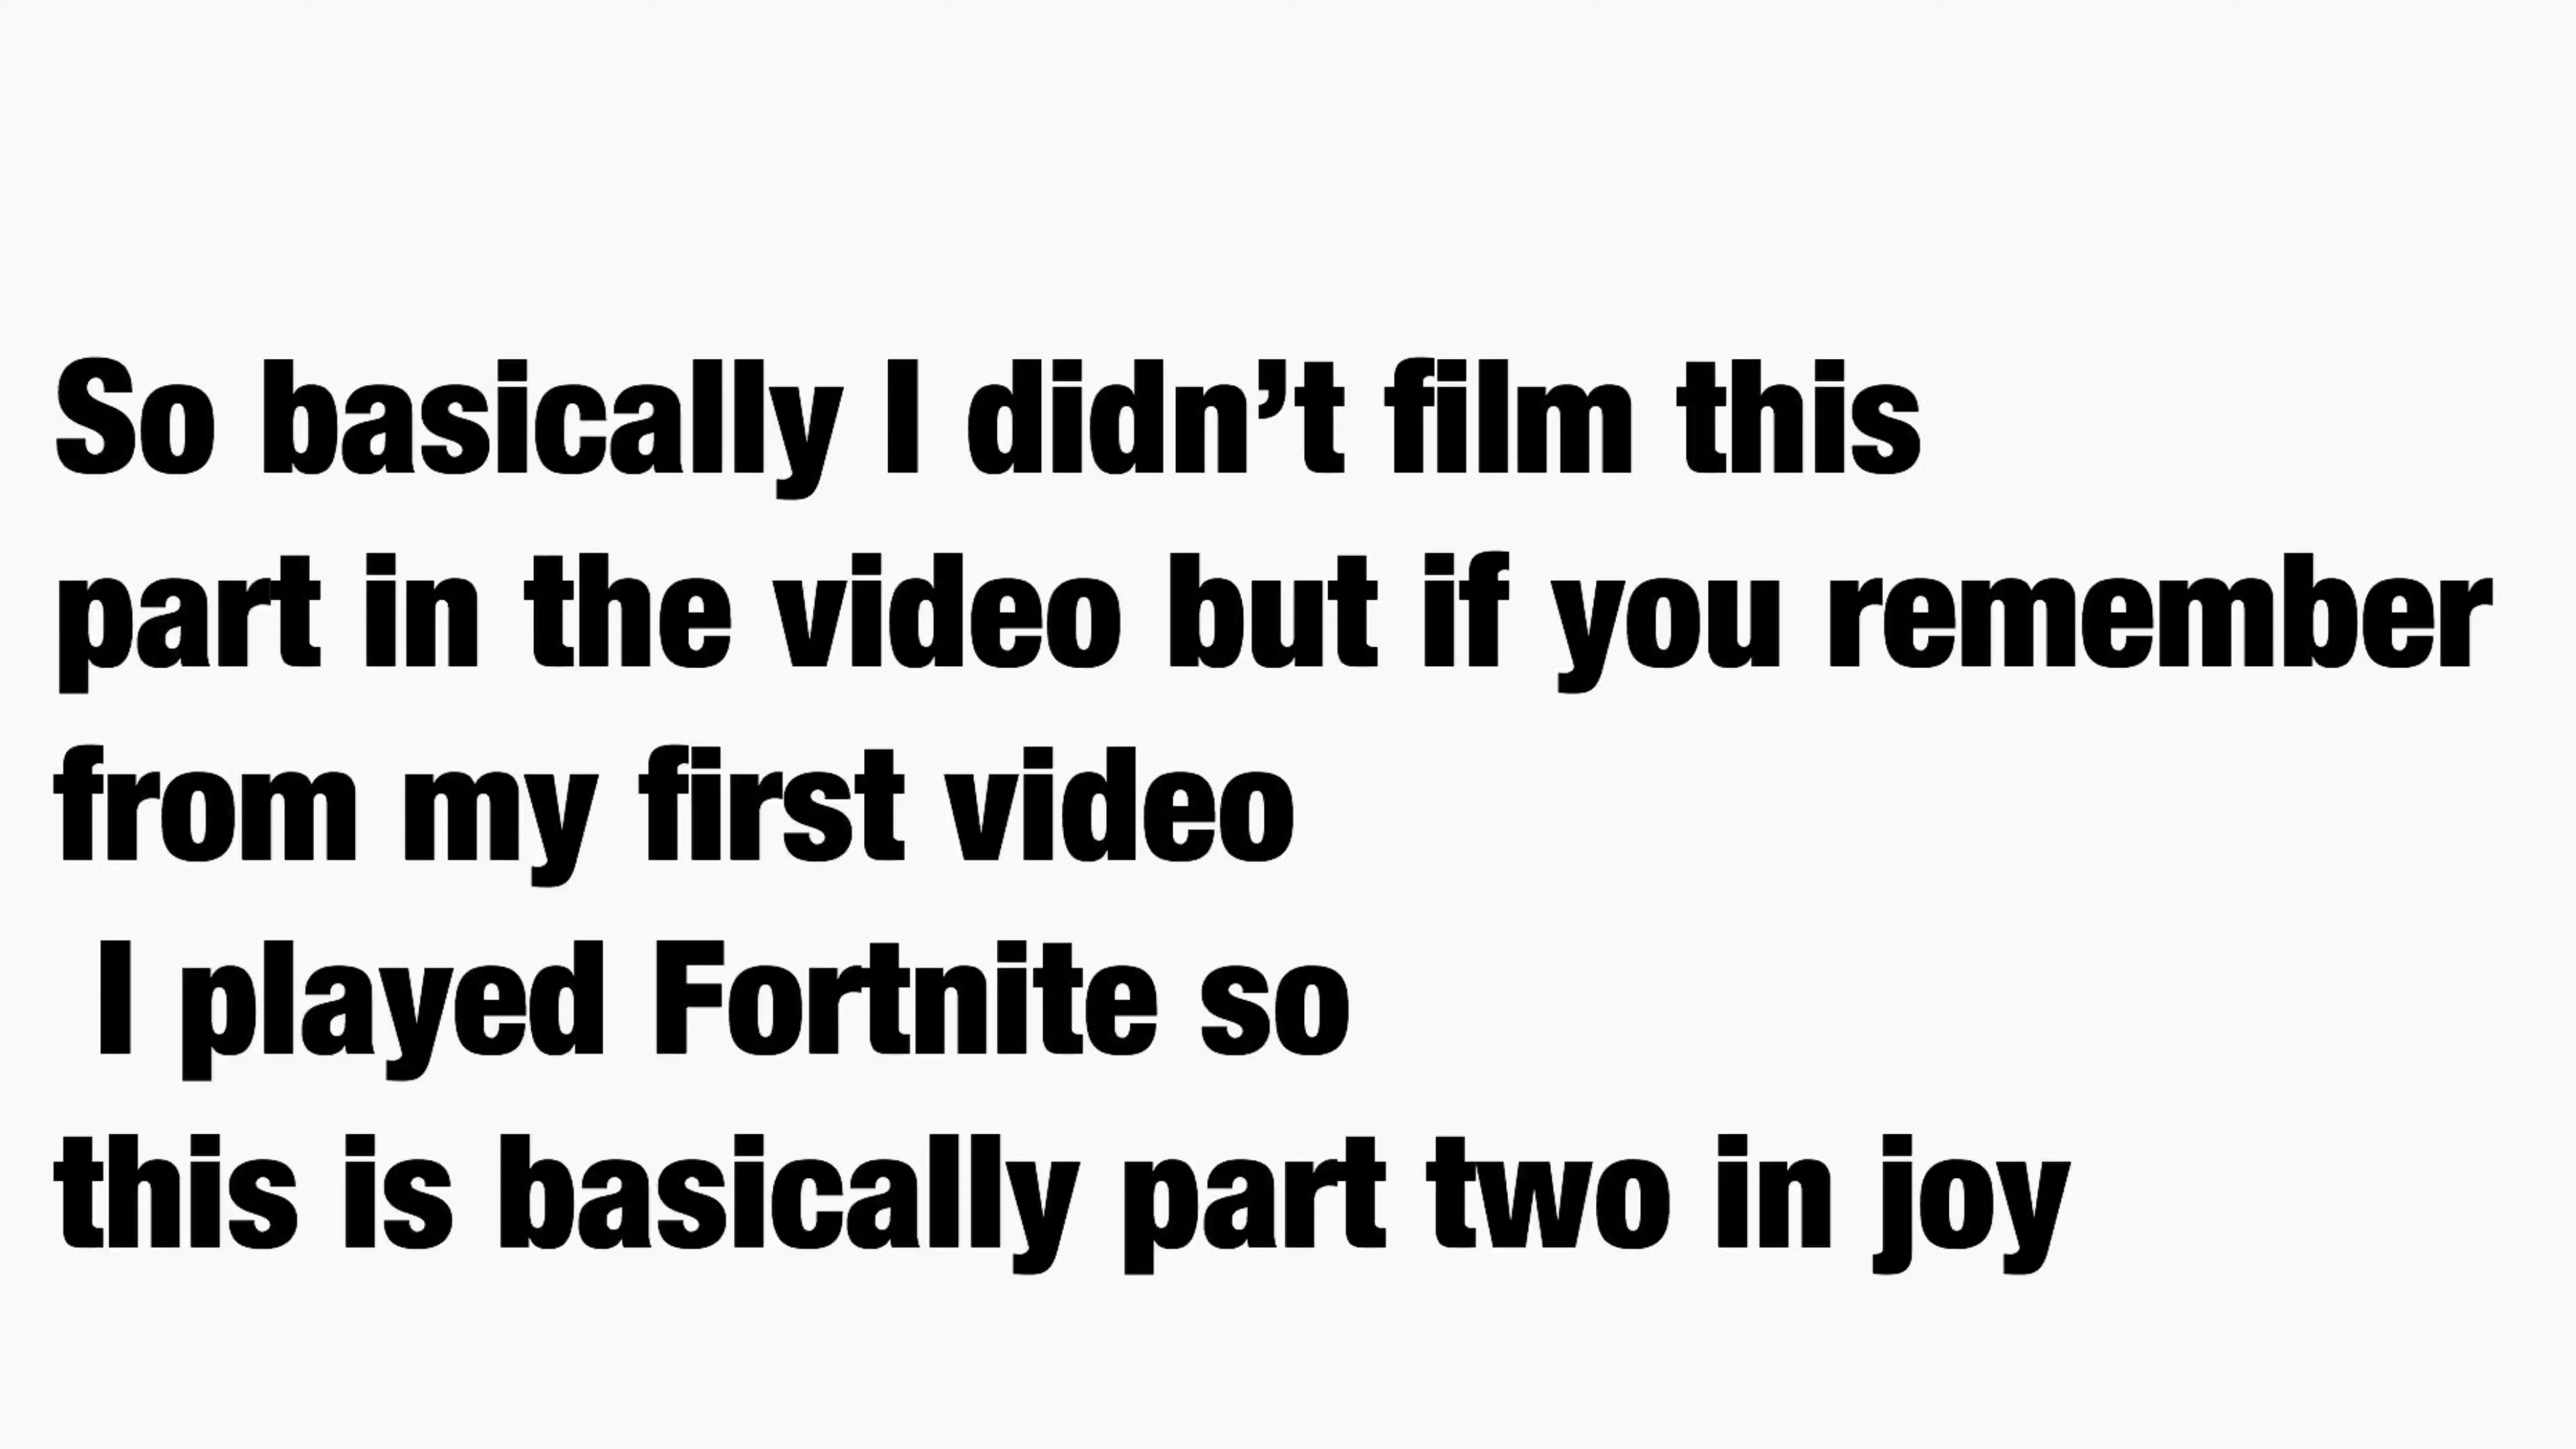 So basically I didn’t film this
part in the video but if you remember
from my first video
I played Fortnite so
this is basically part two in joy